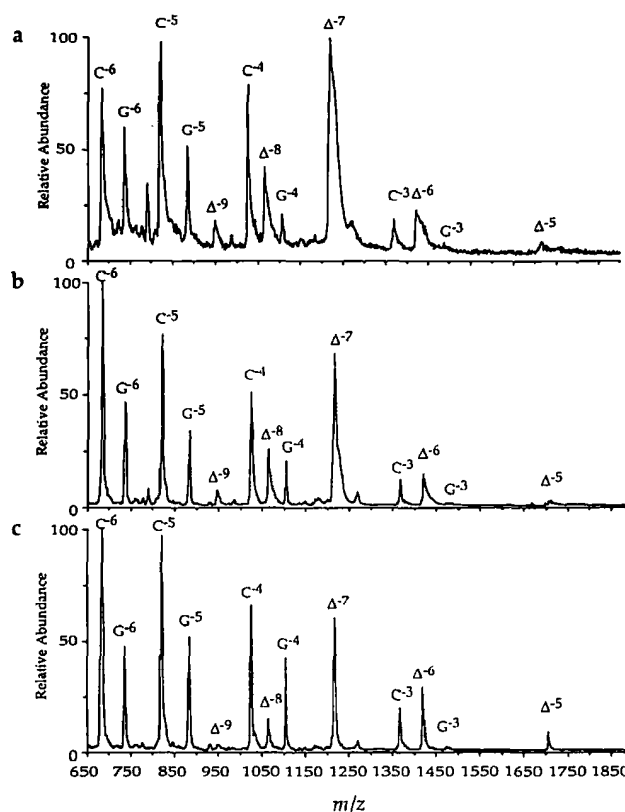 a
Relative Abundance
100
50
0
C-6
G-6
C-5
G-5
Δ-9
C-4
Δ-8
G-4
Δ-7
C-3
Δ-6
G-3
Δ-5
b
Relative Abundance
100
50
0
C-6
G-6
C-5
G-5
Δ-9
C-4
Δ-8
G-4
Δ-7
C-3
Δ-6
G-3
Δ-5
c
Relative Abundance
100
50
0
C-6
G-6
C-5
G-5
Δ-9
C-4
Δ-8
G-4
Δ-7
C-3
Δ-6
G-3
Δ-5
650 750 850 950 1050 1150 1250 1350 1450 1550 1650 1750 1850
m/z